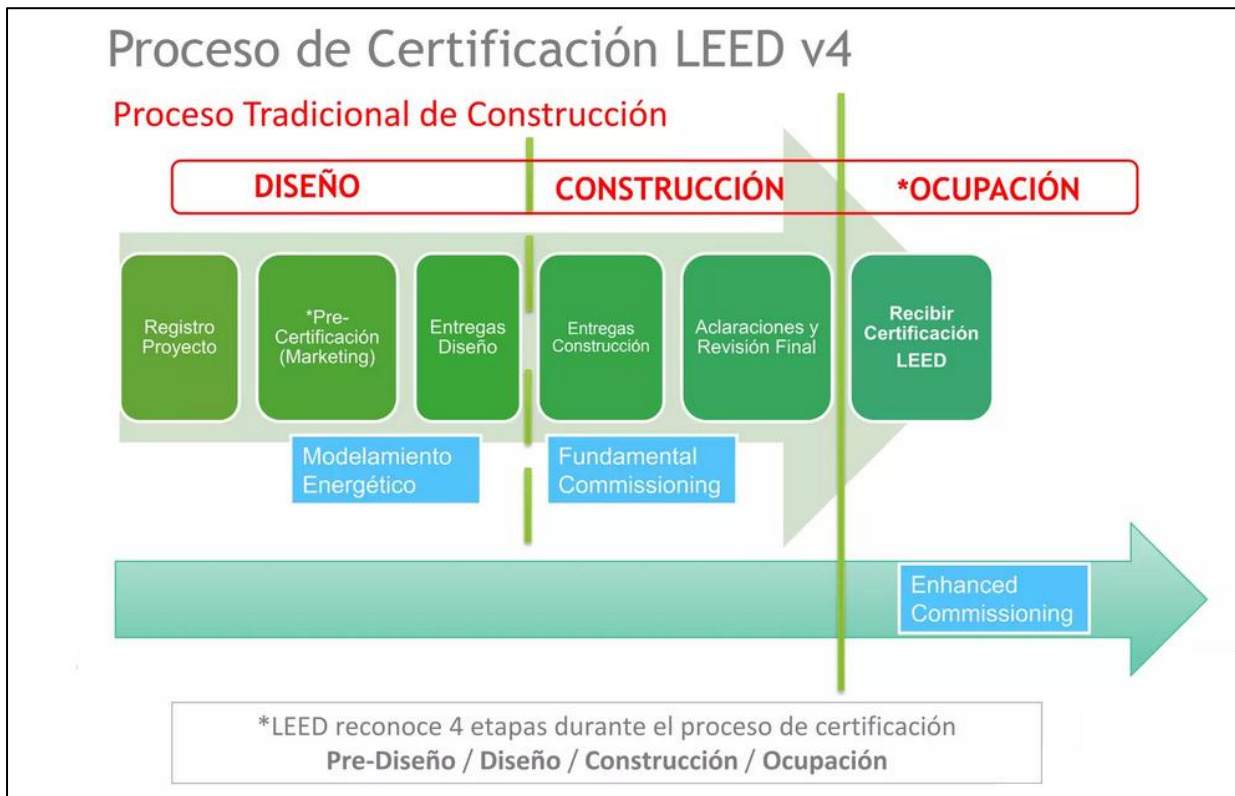 Proceso de Certificación LEED v4
Proceso Tradicional de Construcción
DISEÑO
CONSTRUCCIÓN
*OCUPACIÓN
Registro
Proyecto
*Pre-
Certificación
(Marketing)
Entregas
Diseño
Entregas
Construcción
Aclaraciones y
Revisión Final
Recibir
Certificación
LEED
Modelamiento
Energético
Fundamental
Commissioning
Enhanced
Commissioning
*LEED reconoce 4 etapas durante el proceso de certificación
Pre-Diseño / Diseño / Construcción / Ocupación